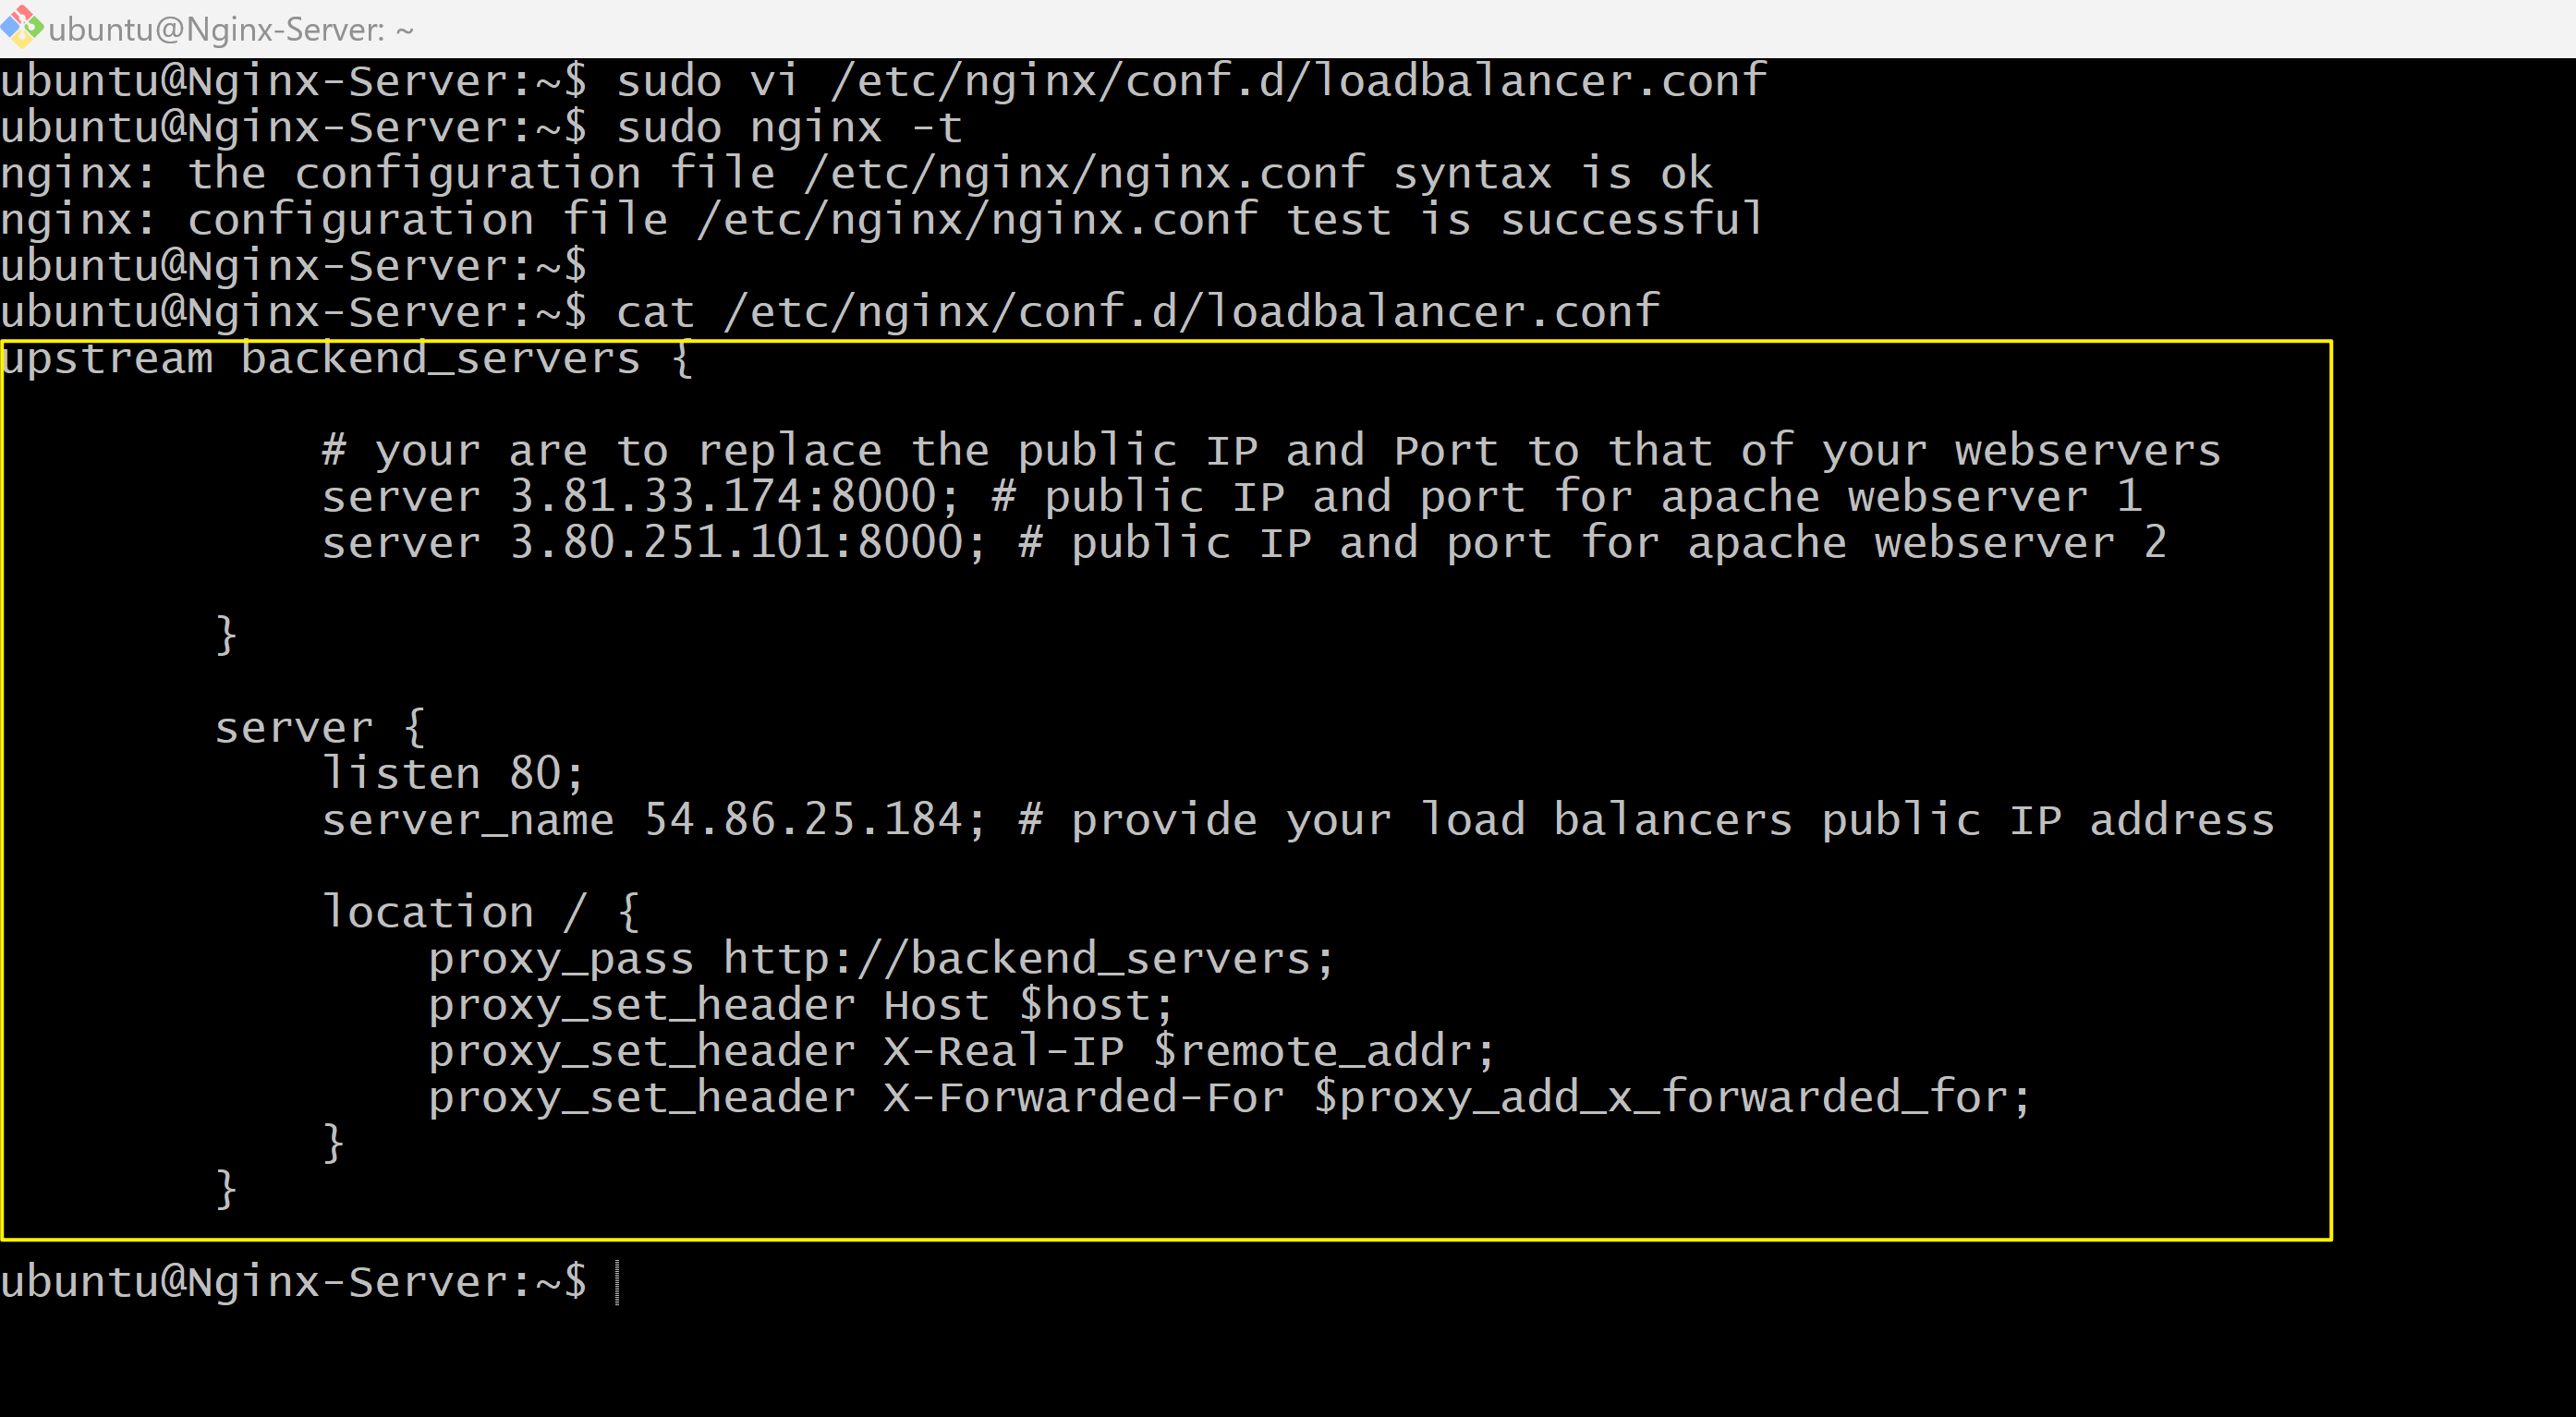 ubuntu@Nginx-Server: ~
ubuntu@Nginx-Server:~$ sudo vi /etc/nginx/conf.d/loadbalancer.conf
ubuntu@Nginx-Server:~$ sudo nginx -t
nginx: the configuration file /etc/nginx/nginx.conf syntax is ok
nginx: configuration file /etc/nginx/nginx.conf test is successful
ubuntu@Nginx-Server:~$
ubuntu@Nginx-Server:~$ cat /etc/nginx/conf.d/loadbalancer.conf
upstream backend_servers {
# your are to replace the public IP and Port to that of your webservers
server 3.81.33.174:8000; # public IP and port for apache webserver 1
server 3.80.251.101:8000; # public IP and port for apache webserver 2
}
server {
listen 80;
server_name 54.86.25.184; # provide your load balancers public IP address
location / {
proxy_pass http://backend_servers;
proxy_set_header Host $host;
proxy_set_header X-Real-IP $remote_addr;
proxy_set_header X-Forwarded-For $proxy_add_x_forwarded_for;
}
}
ubuntu@Nginx-Server:~$